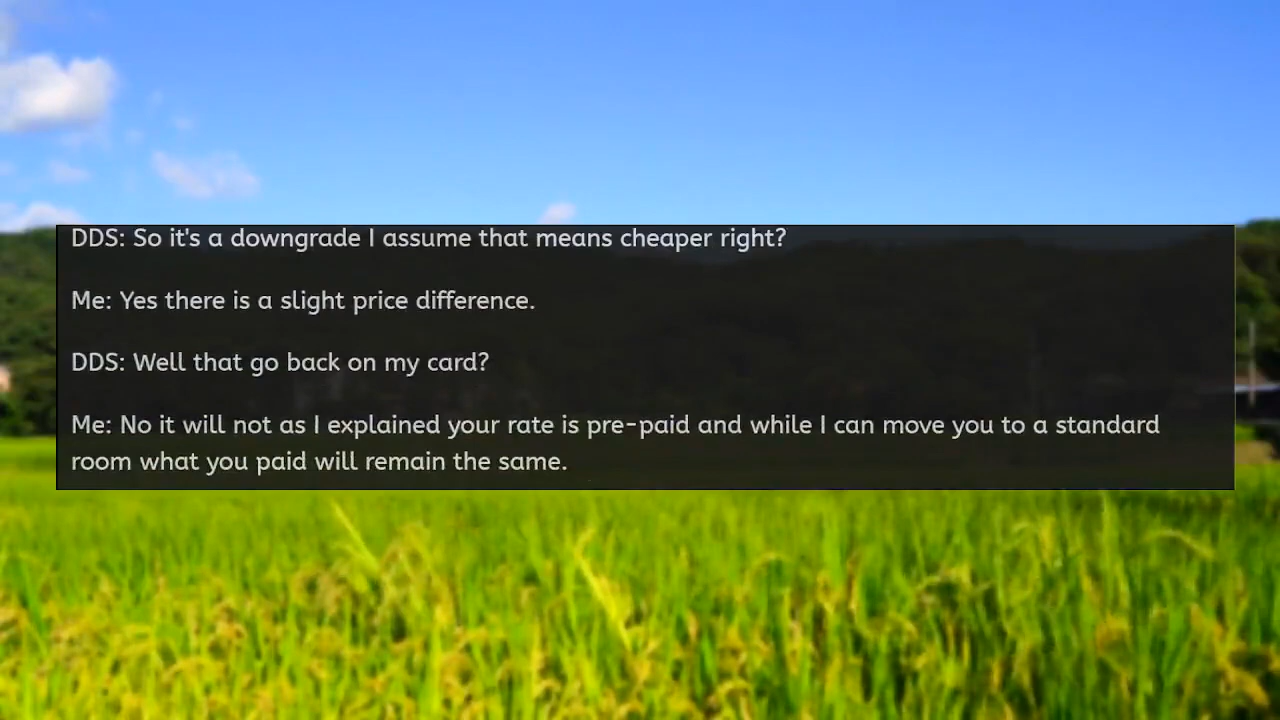 DDS: So it's a downgrade I assume that means cheaper right?
Me: Yes there is a slight price difference.
DDS: Well that go back on my card?
Me: No it will not as I explained your rate is pre-paid and while I can move you to a standard
room what you paid will remain the same.